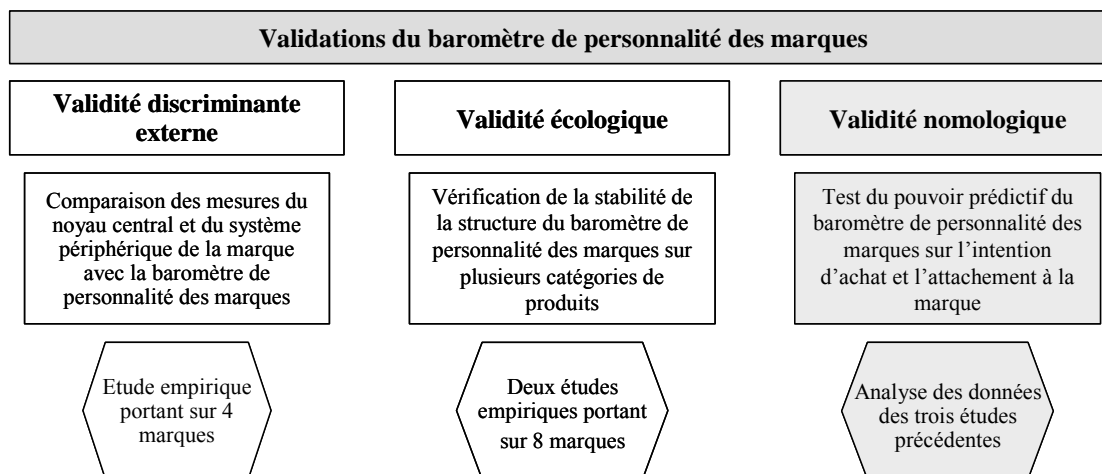 Validations du baromètre de personnalité des marques
Validité discriminante
externe
Comparaison des mesures du
noyau central et du système
périphérique de la marque
avec la baromètre de
personnalité des marques
Etude empirique
portant sur 4
marques
Validité écologique
Vérification de la stabilité de
la structure du baromètre de
personnalité des marques sur
plusieurs catégories de
produits
Deux études
empiriques portant
sur 8 marques
Validité nomologique
Test du pouvoir prédictif du
baromètre de personnalité des
marques sur l’intention
d’achat et l’attachement à la
marque
Analyse des données
des trois études
précédentes